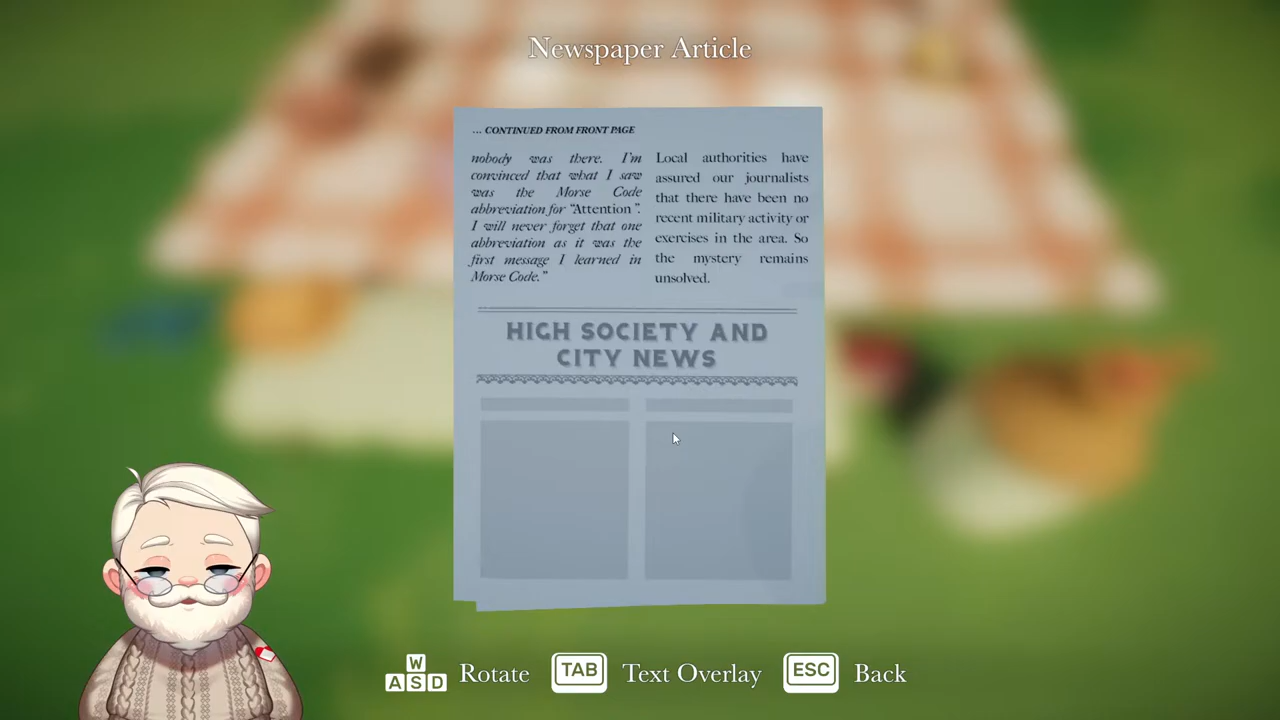 Newspaper Article
... CONTINUED FROM FRONT PAGE
nobody was there. I'm
convinced that what I saw
was the Morse Code
abbreviation for "Attention".
I will never forget that one
abbreviation as it was the
first message I learned in
Morse Code."
Local authorities have
assured our journalists
that there have been no
recent military activity or
exercises in the area. So
the mystery remains
unsolved.
HIGH SOCIETY AND
CITY NEWS
W
A S D
Rotate
TAB
Text Overlay
ESC
Back